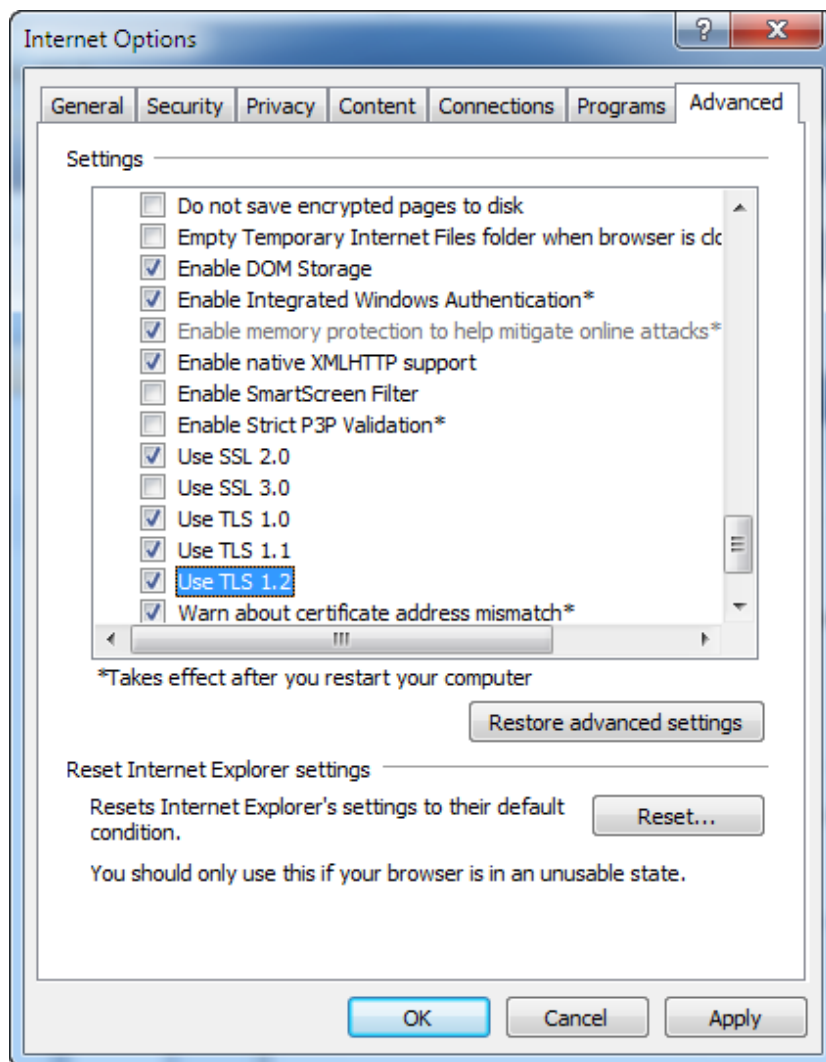 Internet Options
General Security Privacy Content Connections Programs Advanced
Settings
Do not save encrypted pages to disk
Empty Temporary Internet Files folder when browser is clo
Enable DOM Storage
Enable Integrated Windows Authentication*
Enable memory protection to help mitigate online attacks*
Enable native XMLHTTP support
Enable SmartScreen Filter
Enable Strict P3P Validation*
Use SSL 2.0
Use SSL 3.0
Use TLS 1.0
Use TLS 1.1
Use TLS 1.2
Warn about certificate address mismatch*
*Takes effect after you restart your computer
Restore advanced settings
Reset Internet Explorer settings
Resets Internet Explorer's settings to their default
condition.
Reset...
You should only use this if your browser is in an unusable state.
OK Cancel Apply